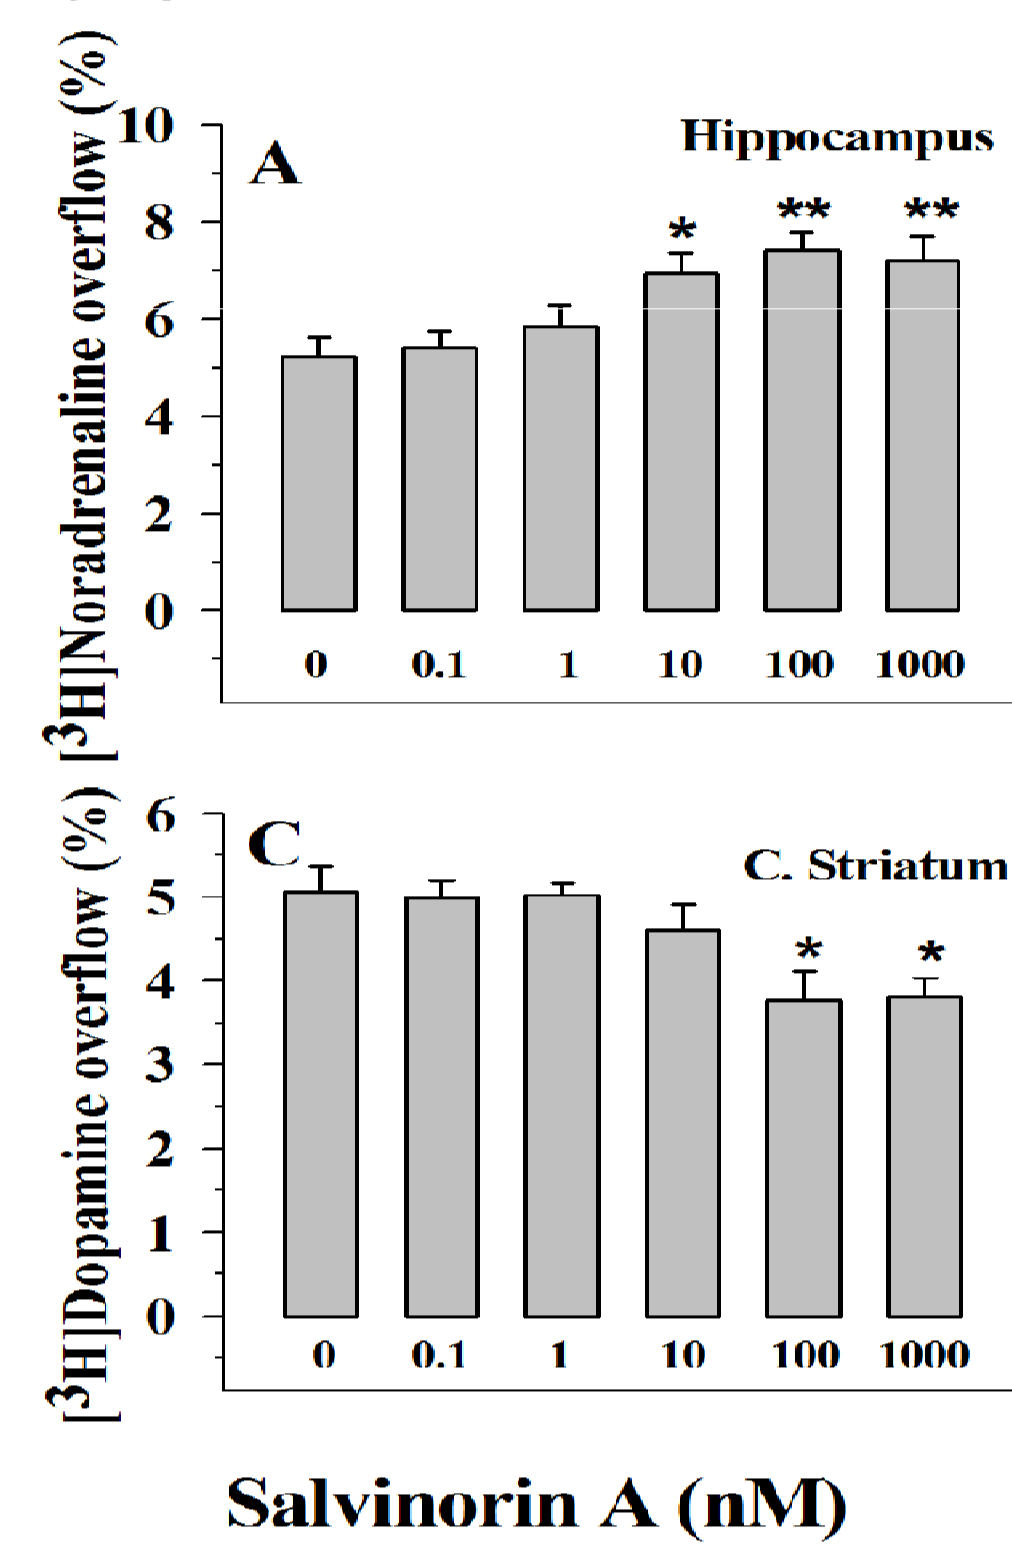 [3H]Noradrenaline overflow (%)
A
Hippocampus
10
8
6
4
2
0
*
**
**
0 0.1 1 10 100 1000
[3H]Dopamine overflow (%)
C
C. Striatum
6
5
4
3
2
1
0
*
*
0 0.1 1 10 100 1000
Salvinorin A (nM)